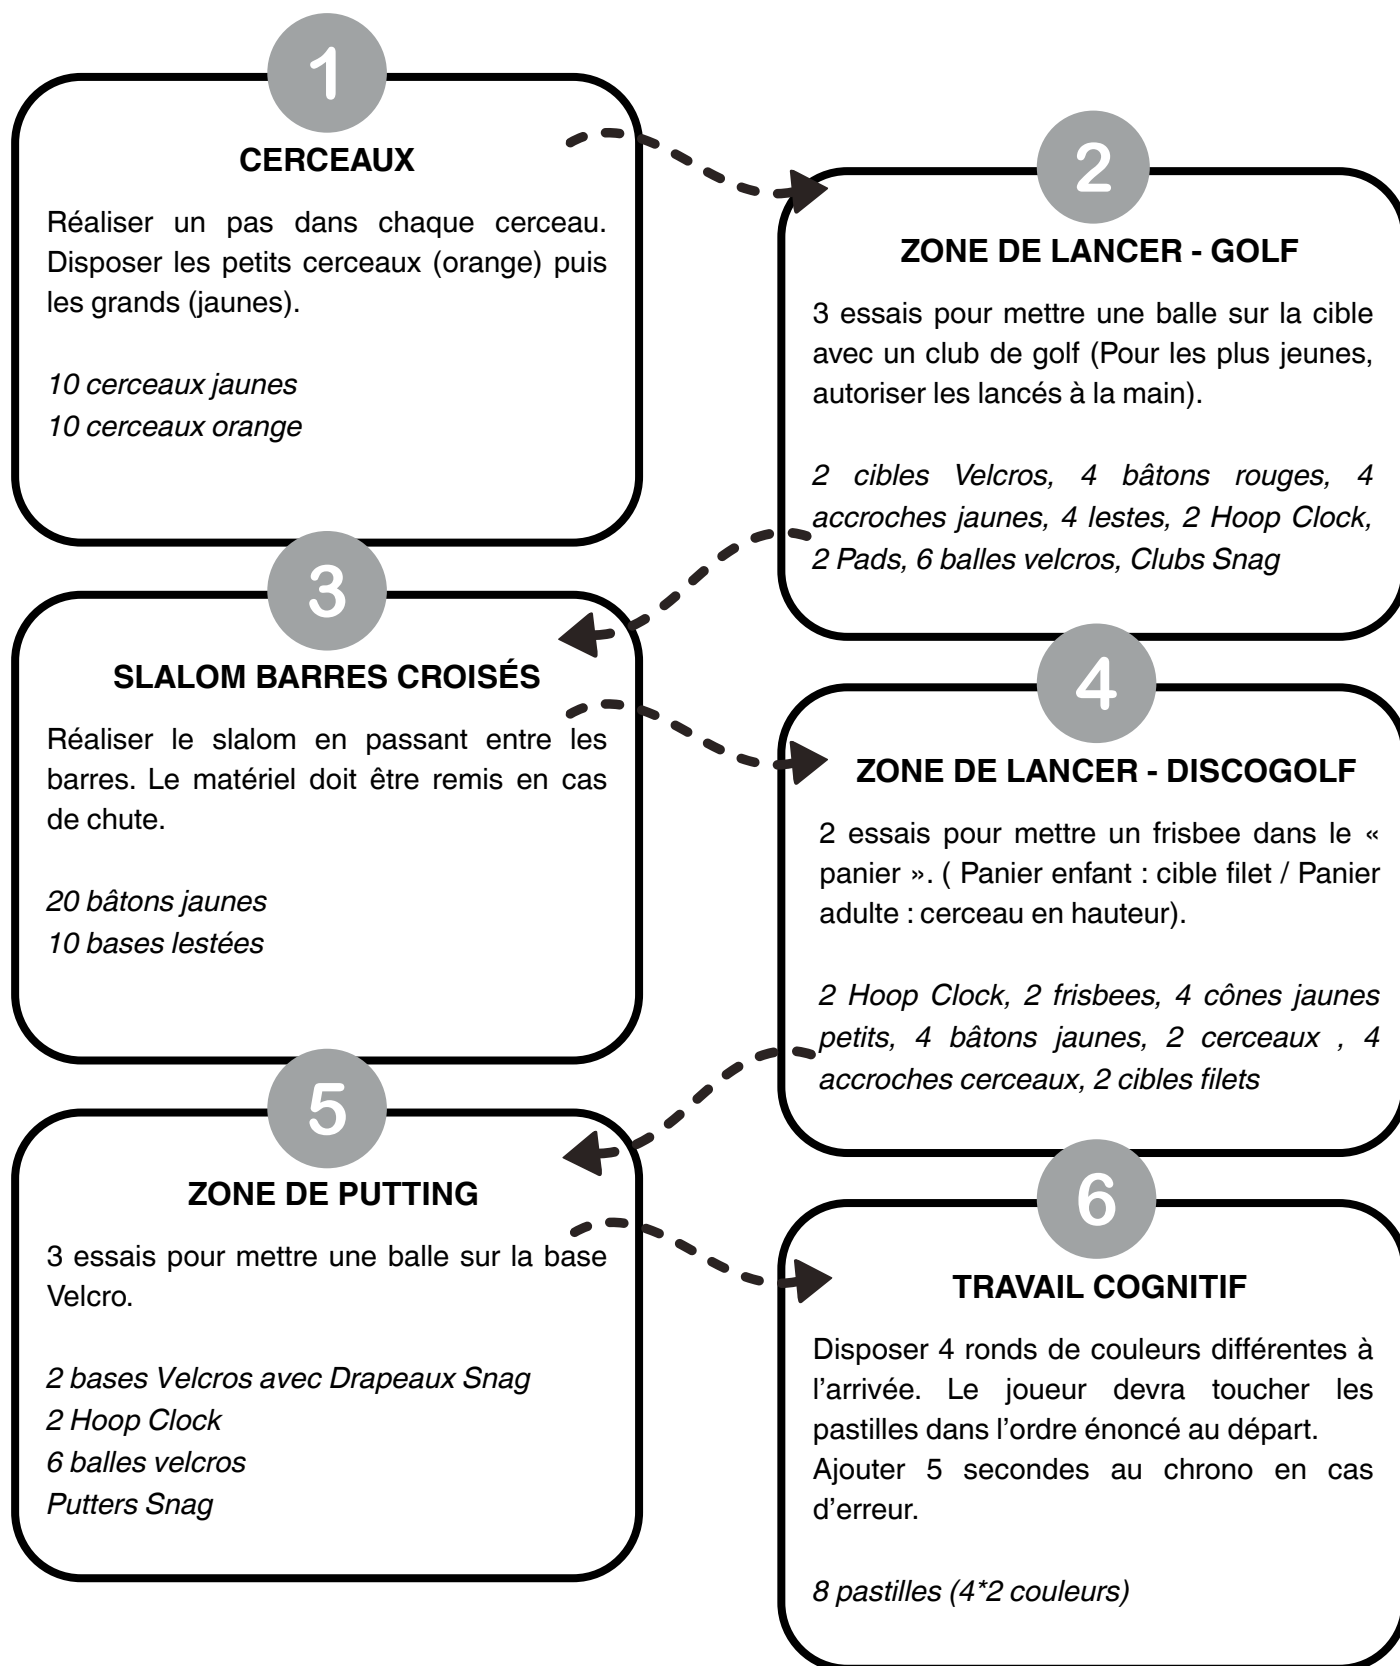 1
CERCEAUX
Réaliser un pas dans chaque cerceau.
Disposer les petits cerceaux (orange) puis
les grands (jaunes).
10 cerceaux jaunes
10 cerceaux orange
2
ZONE DE LANCER - GOLF
3 essais pour mettre une balle sur la cible
avec un club de golf (Pour les plus jeunes,
autoriser les lancés à la main).
2 cibles Velcros, 4 bâtons rouges, 4
accroches jaunes, 4 lestes, 2 Hoop Clock,
2 Pads, 6 balles velcros, Clubs Snag
3
SLALOM BARRES CROISÉS
Réaliser le slalom en passant entre les
barres. Le matériel doit être remis en cas
de chute.
20 bâtons jaunes
10 bases lestées
4
ZONE DE LANCER - DISCOGOLF
2 essais pour mettre un frisbee dans le «
panier ». ( Panier enfant : cible filet / Panier
adulte : cerceau en hauteur).
2 Hoop Clock, 2 frisbees, 4 cônes jaunes
petits, 4 bâtons jaunes, 2 cerceaux , 4
accroches cerceaux, 2 cibles filets
5
ZONE DE PUTTING
3 essais pour mettre une balle sur la base
Velcro.
2 bases Velcros avec Drapeaux Snag
2 Hoop Clock
6 balles velcros
Putters Snag
6
TRAVAIL COGNITIF
Disposer 4 ronds de couleurs différentes à
l’arrivée. Le joueur devra toucher les
pastilles dans l’ordre énoncé au départ.
Ajouter 5 secondes au chrono en cas
d’erreur.
8 pastilles (4*2 couleurs)